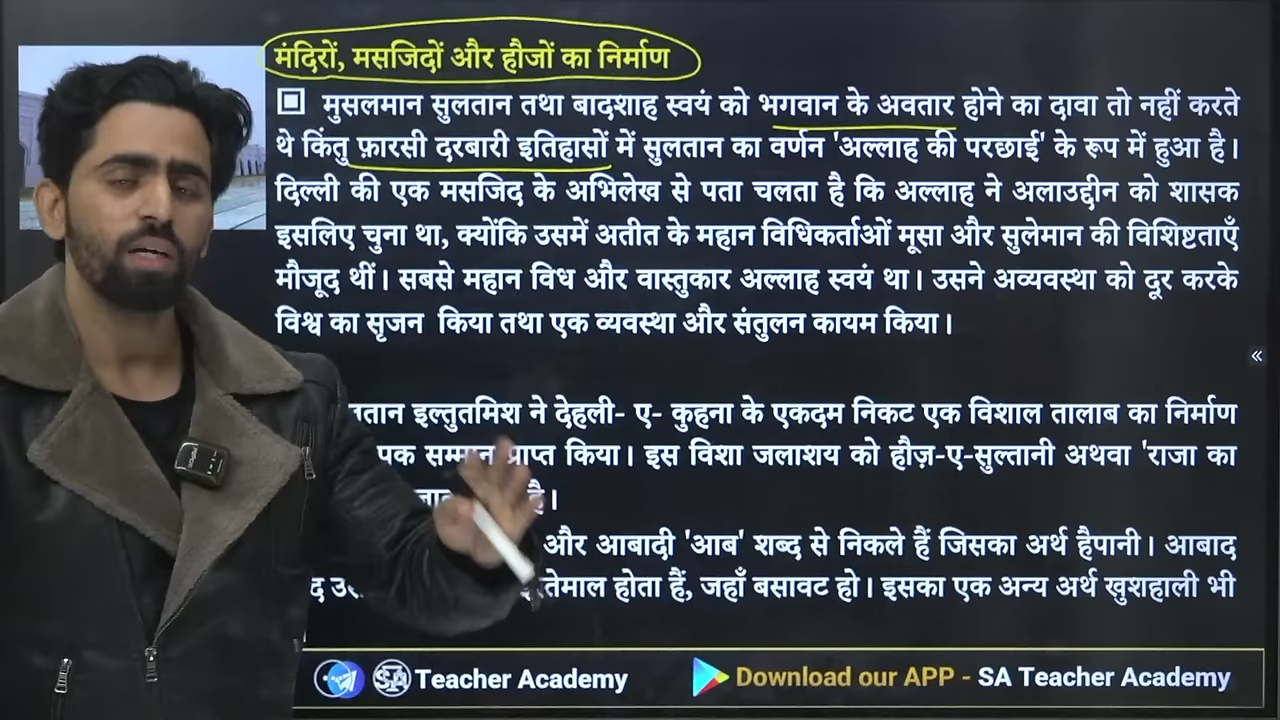 मंदिरों, मसजिदों और हौजों का निर्माण
मुसलमान सुलतान तथा बादशाह स्वयं को भगवान के अवतार होने का दावा तो नहीं करते
थे किंतु फ़ारसी दरबारी इतिहासों में सुलतान का वर्णन 'अल्लाह की परछाई' के रूप में हुआ है।
दिल्ली की एक मसजिद के अभिलेख से पता चलता है कि अल्लाह ने अलाउद्दीन को शासक
इसलिए चुना था, क्योंकि उसमें अतीत के महान विधिकर्ताओं मूसा और सुलेमान की विशिष्टताएँ
मौजूद थीं। सबसे महान विध और वास्तुकार अल्लाह स्वयं था। उसने अव्यवस्था को दूर करके
विश्व का सृजन किया तथा एक व्यवस्था और संतुलन कायम किया।
इल्तुतमिश ने देहली- ए- कुहना के एकदम निकट एक विशाल तालाब का निर्माण
सम्मान प्राप्त किया। इस विशा जलाशय को हौज़-ए-सुल्तानी अथवा 'राजा का
है।
और आबादी 'आब' शब्द से निकले हैं जिसका अर्थ हैपानी। आबाद
होता हैं, जहाँ बसावट हो। इसका एक अन्य अर्थ खुशहाली भी
SA Teacher Academy
Download our APP - SA Teacher Academy